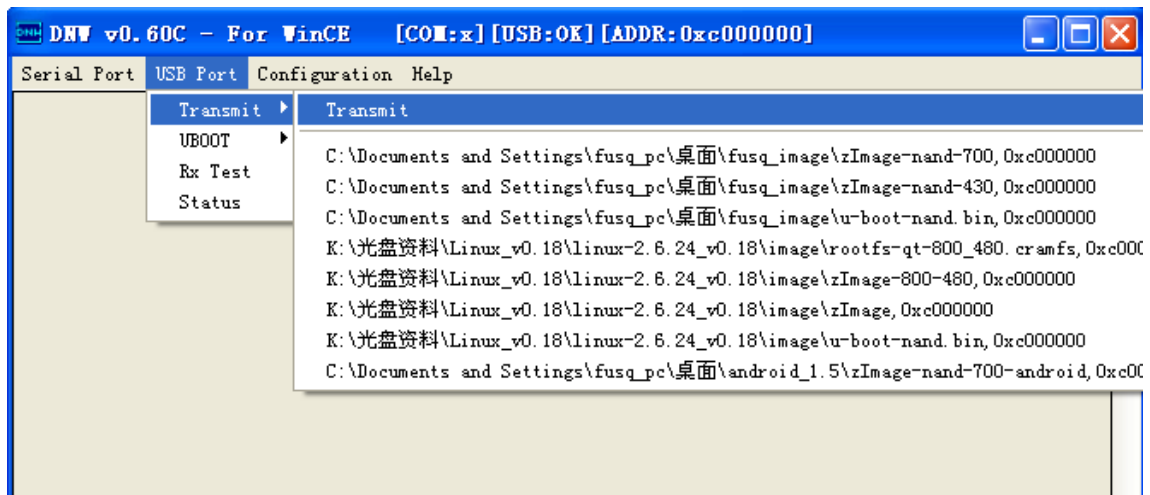 DNW DNW v0.60C - For WinCE [COM:x][USB:OK][ADDR:0xc000000]
Serial Port USB Port Configuration Help
Transmit Transmit
UBOOT
Rx Test
Status
C:\Documents and Settings\fusq_pc\桌面\fusq_image\zImage-nand-700,0xc000000
C:\Documents and Settings\fusq_pc\桌面\fusq_image\zImage-nand-430,0xc000000
C:\Documents and Settings\fusq_pc\桌面\fusq_image\u-boot-nand.bin,0xc000000
K:\光盘资料\Linux_v0.18\linux-2.6.24_v0.18\image\rootfs-qt-800_480.cramfs,0xc000
K:\光盘资料\Linux_v0.18\linux-2.6.24_v0.18\image\zImage-800-480,0xc000000
K:\光盘资料\Linux_v0.18\linux-2.6.24_v0.18\image\zImage,0xc000000
K:\光盘资料\Linux_v0.18\linux-2.6.24_v0.18\image\u-boot-nand.bin,0xc000000
C:\Documents and Settings\fusq_pc\桌面\android_1.5\zImage-nand-700-android,0xc00